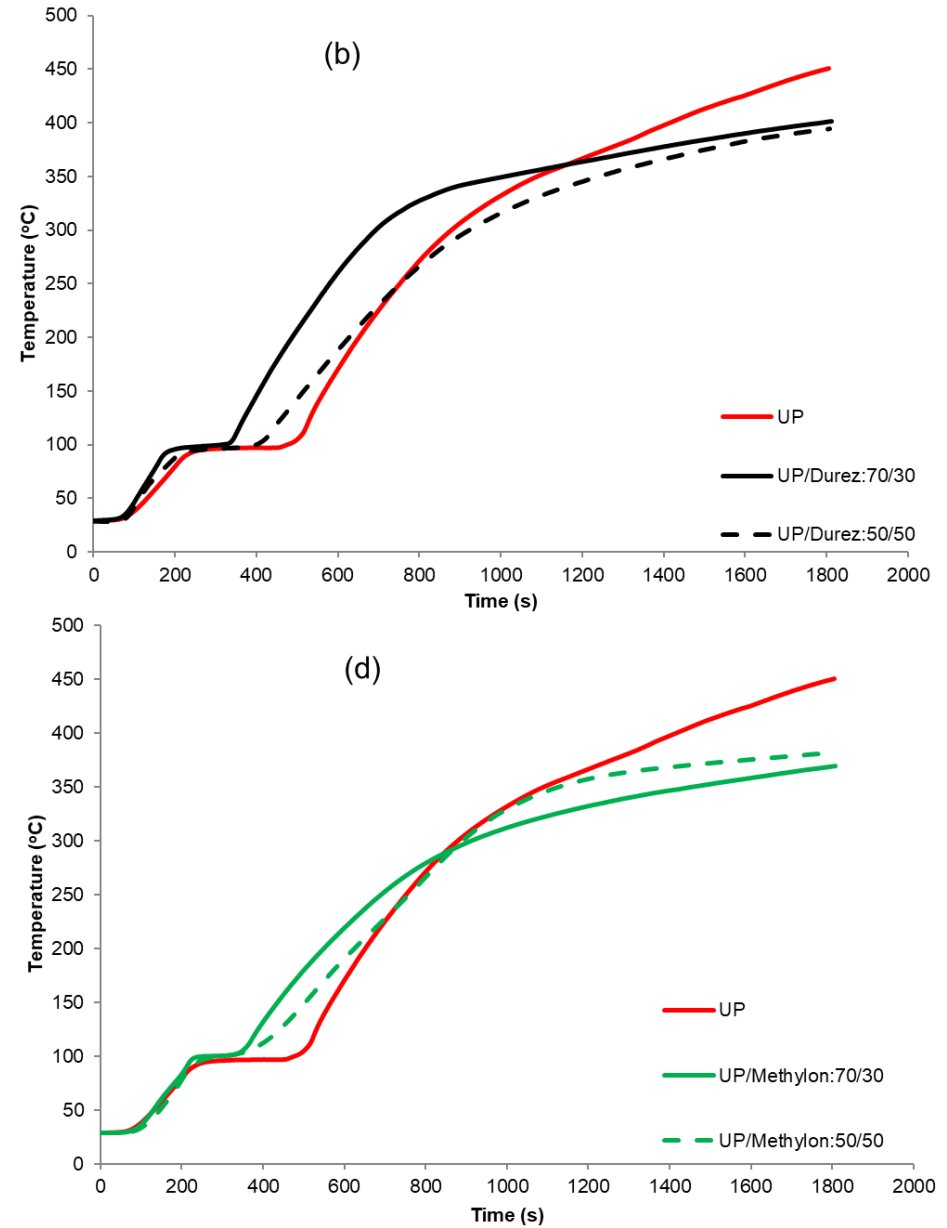 (b)
Temperature (ºC)
500
450
400
350
300
250
200
150
100
50
0
UP
UP/Durez:70/30
UP/Durez:50/50
0 200 400 600 800 1000 1200 1400 1600 1800 2000
Time (s)
(d)
Temperature (ºC)
500
450
400
350
300
250
200
150
100
50
0
UP
UP/Methylon:70/30
UP/Methylon:50/50
0 200 400 600 800 1000 1200 1400 1600 1800 2000
Time (s)